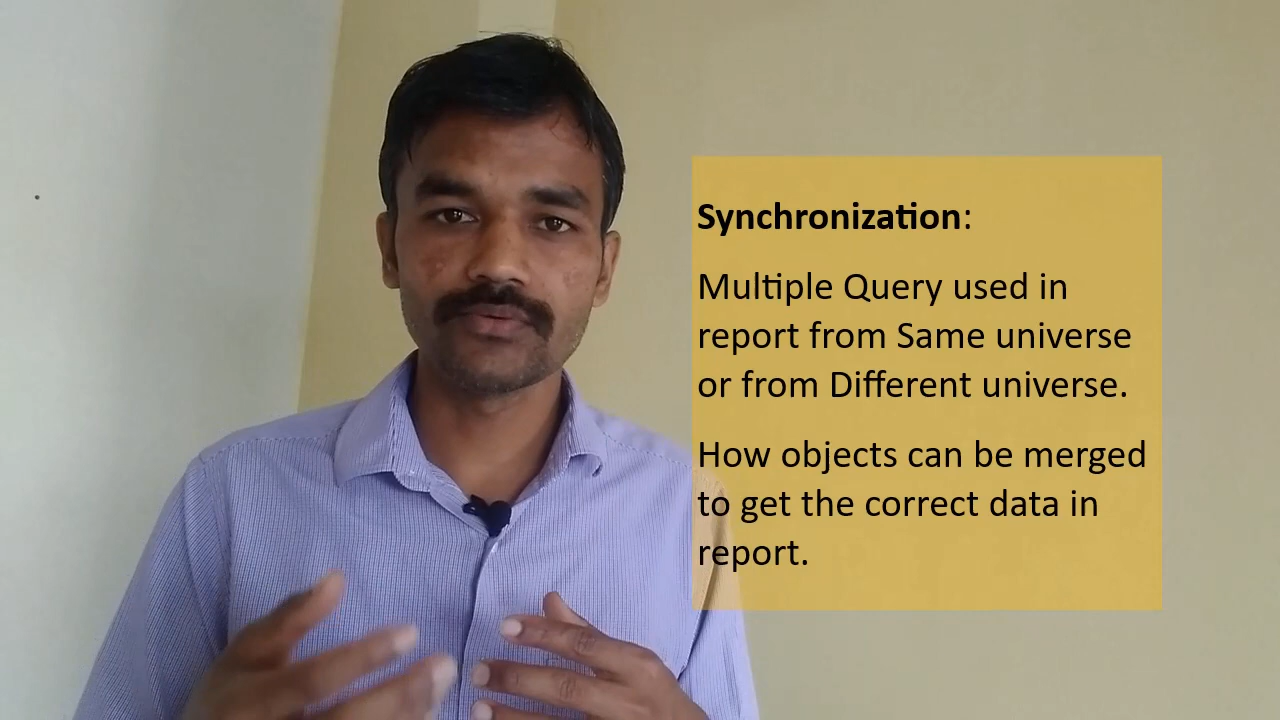 Synchronization:
Multiple Query used in
report from Same universe
or from Different universe.
How objects can be merged
to get the correct data in
report.